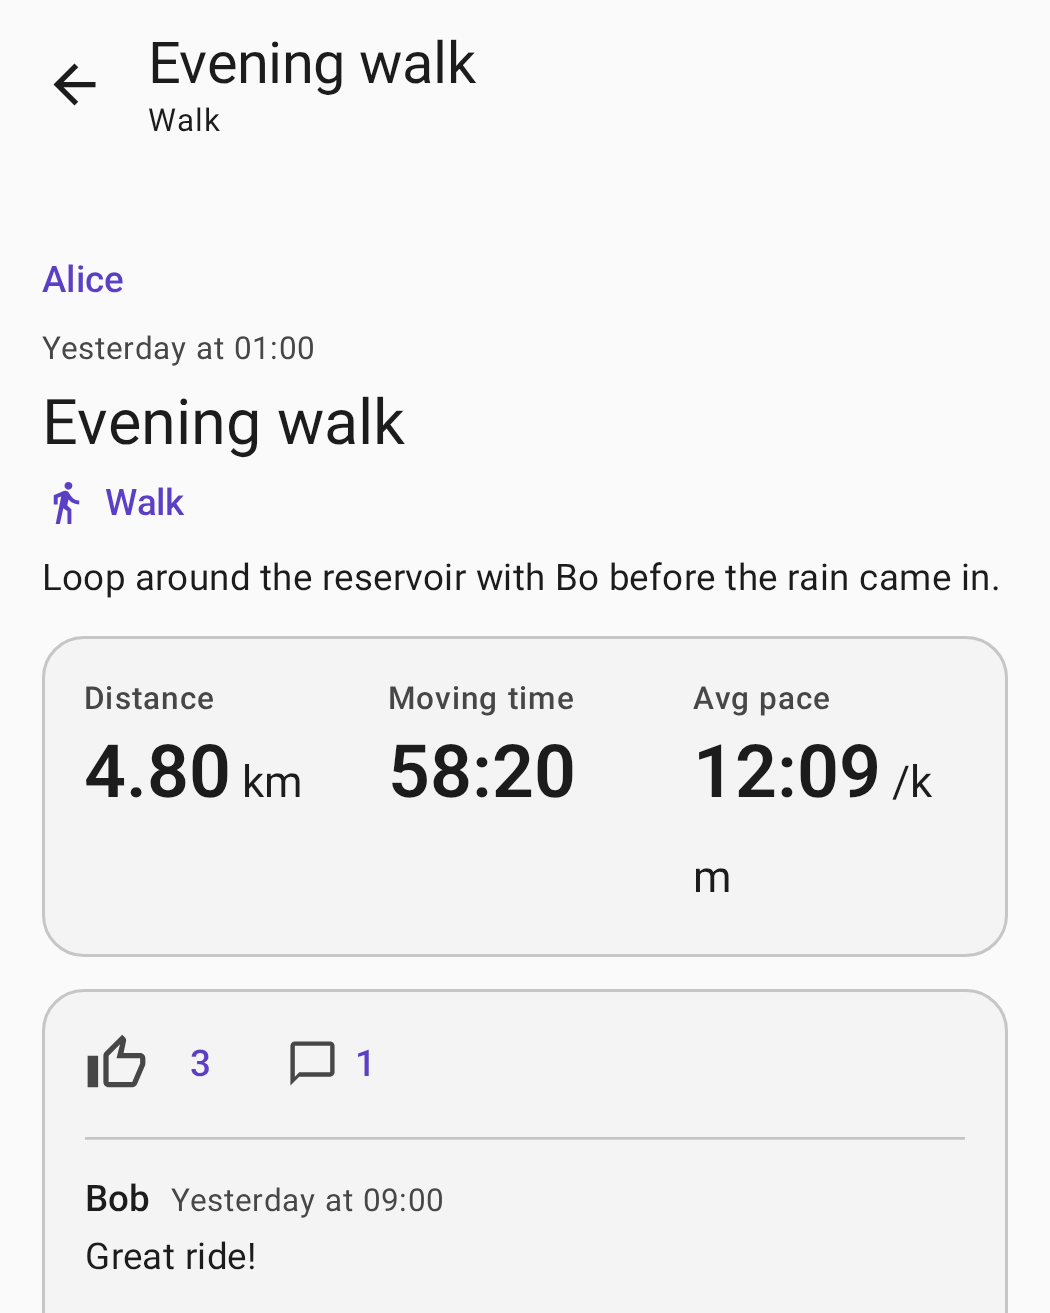 Evening walk
Walk
Alice
Yesterday at 01:00
Evening walk
Walk
Loop around the reservoir with Bo before the rain came in.
Distance
4.80 km
Moving time
58:20
Avg pace
12:09 /k
m
3
1
Bob Yesterday at 09:00
Great ride!